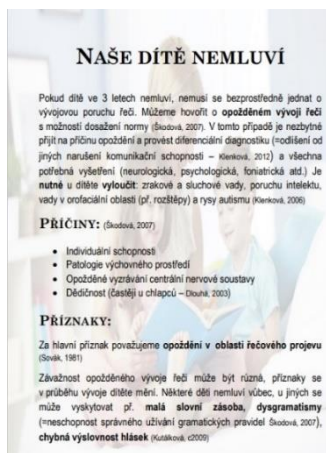 NAŠE DÍTĚ NEMLUVÍ
Pokud dítě ve 3 letech nemluví, nemusí se bezprostředně jednat o
vývojovou poruchu řeči. Můžeme hovořit o opožděném vývoji řeči
s možností dosažení normy (Škodová, 2007). V tomto případě je nezbytné
přijít na příčinu opoždění a provést diferenciální diagnostiku (=odlišení od
jiných narušení komunikační schopnosti – Klenková, 2012) a všechna
potřebná vyšetření (neurologická, psychologická, foniatrická atd.) Je
nutné u dítěte vyloučit: zrakové a sluchové vady, poruchu intelektu,
vady v orofaciální oblasti (př. rozštěpy) a rysy autismu (Klenková, 2006)
PŘÍČINY: (Škodová, 2007)
• Individuální schopnosti
• Patologie výchovného prostředí
• Opožděné vyzrávání centrální nervové soustavy
• Dědičnost (častěji u chlapců – Dlouhá, 2003)
PŘÍZNAKY:
Za hlavní příznak považujeme opoždění v oblasti řečového projevu
(Sovák, 1981)
Závažnost opožděného vývoje řeči může být různá, příznaky se
v průběhu vývoje dítěte mění. Některé děti nemluví vůbec, u jiných se
může vyskytovat př. malá slovní zásoba, dysgramatismy
(=neschopnost správného užívání gramatických pravidel Škodová, 2007),
chybná výslovnost hlásek (Kutálková, c2009)